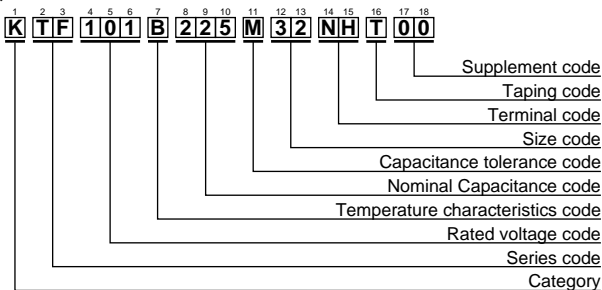 1 2 3 4 5 6 7 8 9 10 11 12 13 14 15 16 17 18
K T F 1 0 1 B 2 2 5 M 3 2 N H T 0 0
Supplement code
Taping code
Terminal code
Size code
Capacitance tolerance code
Nominal Capacitance code
Temperature characteristics code
Rated voltage code
Series code
Category